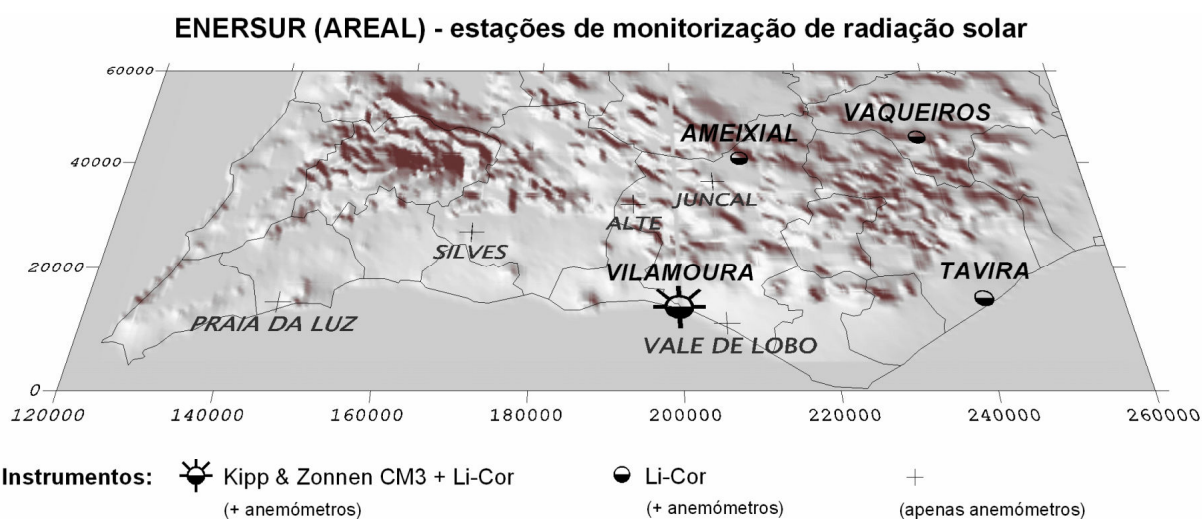 ENERSUR (AREAL) - estações de monitorização de radiação solar
60000
VAQUEIROS
AMEIXIAL
40000
JUNCAL
ALTE
SILVES
20000
VILAMOURA
TAVIRA
PRAIA DA LUZ
VALE DE LOBO
0
120000 140000 160000 180000 200000 220000 240000 260000
Instrumentos: Kipp & Zonnen CM3 + Li-Cor Li-Cor
(+ anemómetros) (+ anemómetros) (apenas anemómetros)